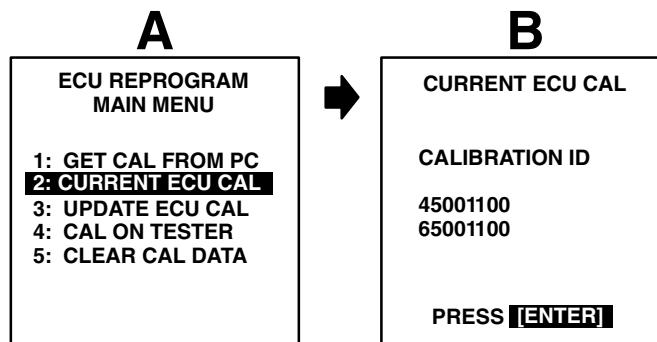 A
ECU REPROGRAM
MAIN MENU
1: GET CAL FROM PC
2: CURRENT ECU CAL
3: UPDATE ECU CAL
4: CAL ON TESTER
5: CLEAR CAL DATA
B
CURRENT ECU CAL
CALIBRATION ID
45001100
65001100
PRESS [ENTER]